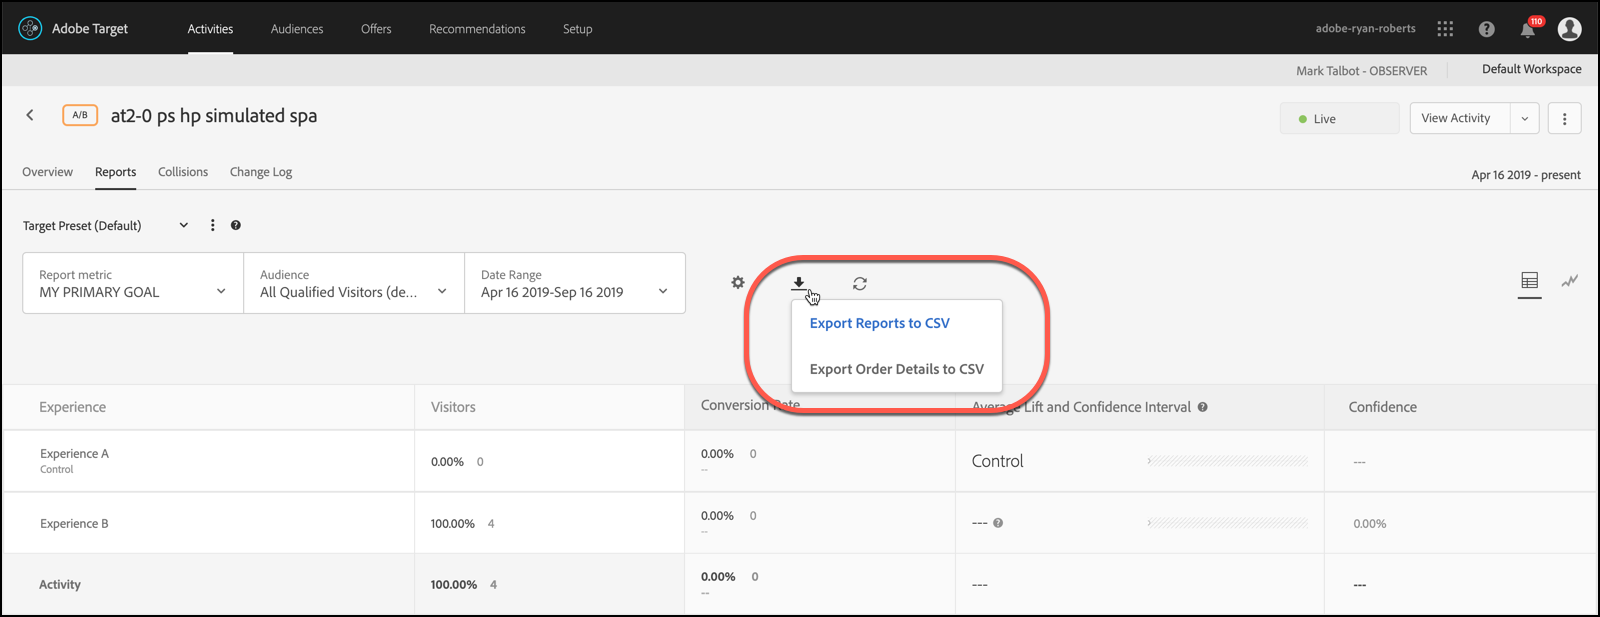 Adobe Target Activities Audiences Offers Recommendations Setup adobe-ryan-roberts 110
Mark Talbot - OBSERVER Default Workspace
A/B at2-0 ps hp simulated spa Live View Activity
Overview Reports Collisions Change Log Apr 16 2019 - present
Target Preset (Default)
Report metric Audience Date Range
MY PRIMARY GOAL All Qualified Visitors (de... Apr 16 2019-Sep 16 2019
Export Reports to CSV
Export Order Details to CSV
Experience Visitors Conversion Rate Average Lift and Confidence Interval Confidence
Experience A 0.00% 0 0.00% 0 Control ---
Control --
Experience B 100.00% 4 0.00% 0 --- 0.00%
--
Activity 100.00% 4 0.00% 0 --- ---
--